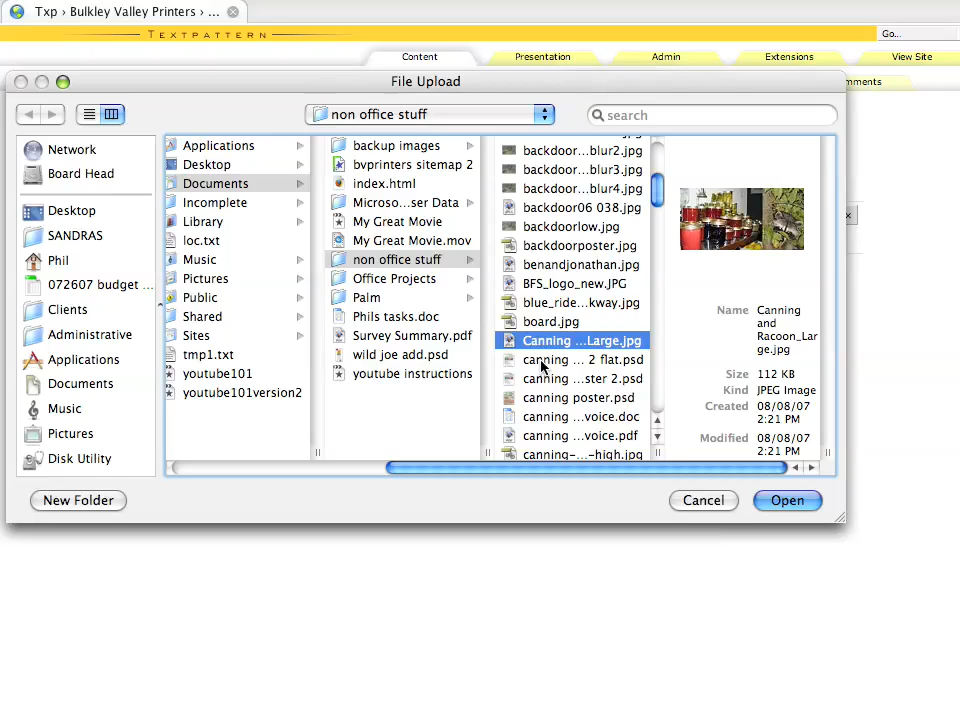 Txp › Bulkley Valley Printers › ...
TEXTPATTERN
Go...
Content
Presentation
Admin
Extensions
View Site
mments
File Upload
non office stuff
search
Network
Board Head
Desktop
SANDRAS
Phil
072607 budget ...
Clients
Administrative
Applications
Documents
Music
Pictures
Disk Utility
Applications
Desktop
Documents
Incomplete
Library
loc.txt
Music
Pictures
Public
Shared
Sites
tmp1.txt
youtube101
youtube101version2
backup images
bvprinters sitemap 2
index.html
Microso...ser Data
My Great Movie
My Great Movie.mov
non office stuff
Office Projects
Palm
Phils tasks.doc
Survey Summary.pdf
wild joe add.psd
youtube instructions
backdoor...blur2.jpg
backdoor...blur3.jpg
backdoor...blur4.jpg
backdoor06 038.jpg
backdoorlow.jpg
backdoorposter.jpg
benandjonathan.jpg
BFS_logo_new.JPG
blue_ride...kway.jpg
board.jpg
Canning ...Large.jpg
canning ... 2 flat.psd
canning ...ster 2.psd
canning poster.psd
canning ...voice.doc
canning ...voice.pdf
canning-...-high.jpg
Name Canning
and
Racoon_Lar
ge.jpg
Size 112 KB
Kind JPEG Image
Created 08/08/07
2:21 PM
Modified 08/08/07
2:21 PM
New Folder
Cancel
Open